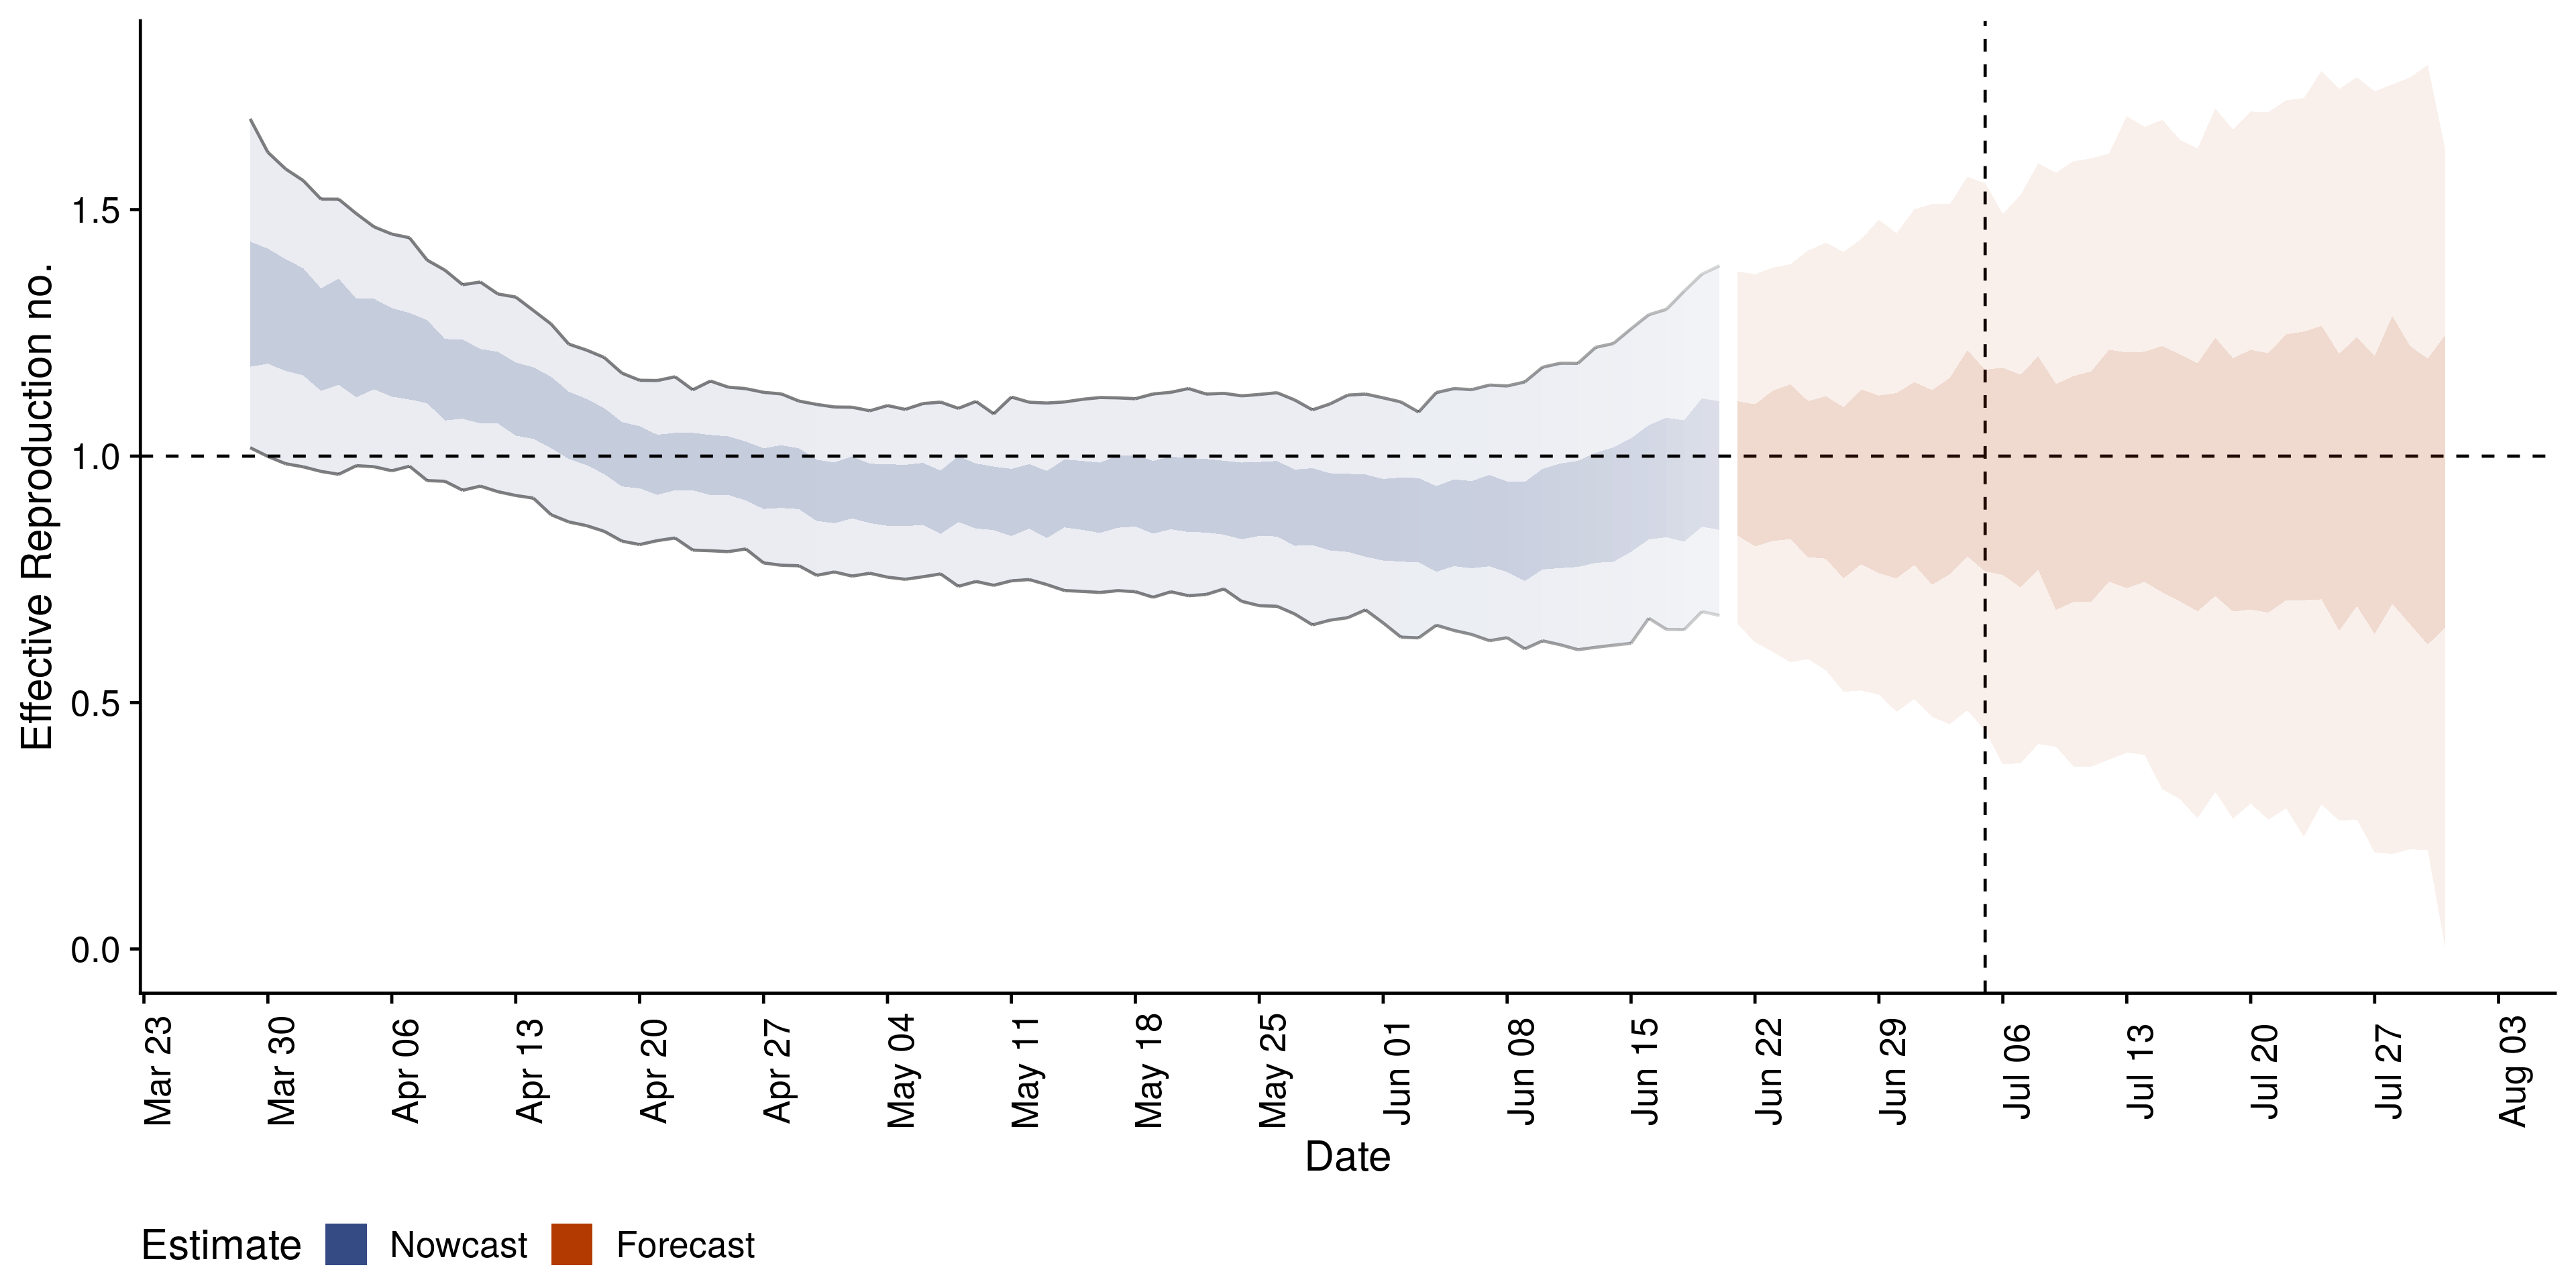 Effective Reproduction no.
1.5
1.0
0.5
0.0
Mar 23
Mar 30
Apr 06
Apr 13
Apr 20
Apr 27
May 04
May 11
May 18
May 25
Jun 01
Jun 08
Jun 15
Jun 22
Jun 29
Jul 06
Jul 13
Jul 20
Jul 27
Aug 03
Date
Estimate Nowcast Forecast